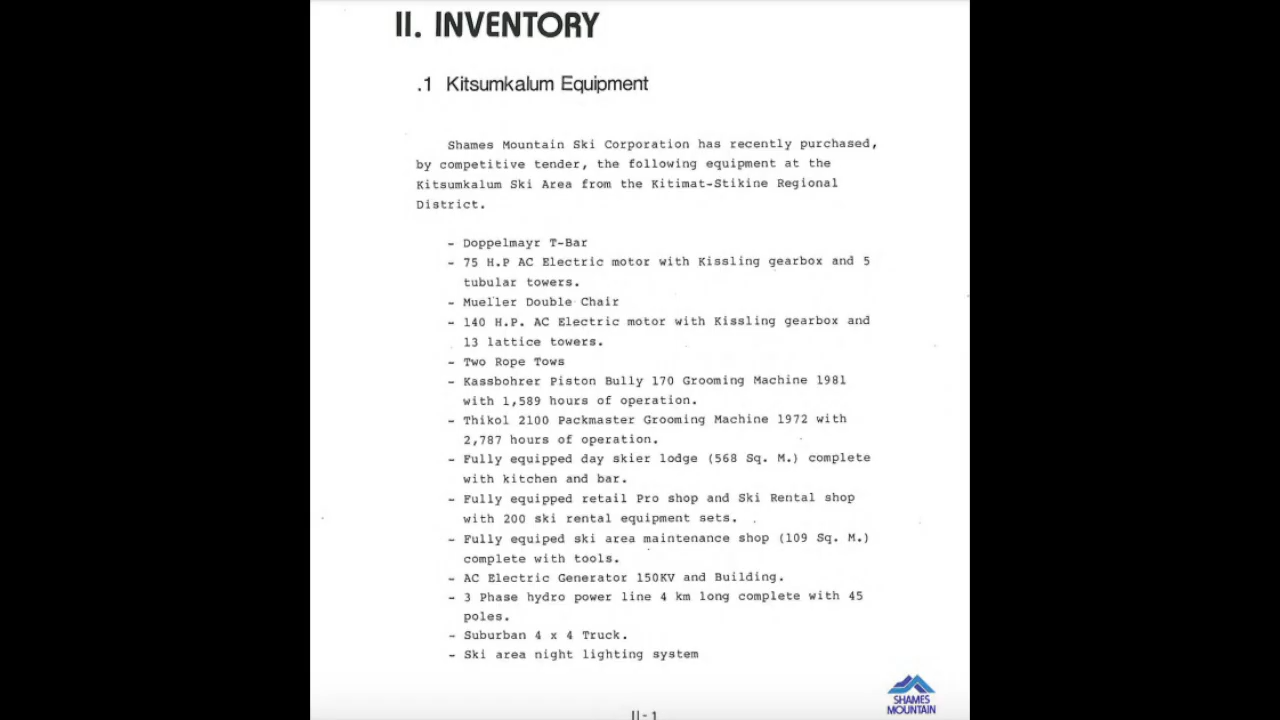 II. INVENTORY
.1 Kitsumkalum Equipment
Shames Mountain Ski Corporation has recently purchased,
by competitive tender, the following equipment at the
Kitsumkalum Ski Area from the Kitimat-Stikine Regional
District.
- Doppelmayr T-Bar
- 75 H.P AC Electric motor with Kissling gearbox and 5
tubular towers.
- Mueller Double Chair
- 140 H.P. AC Electric motor with Kissling gearbox and
13 lattice towers.
- Two Rope Tows
- Kassbohrer Piston Bully 170 Grooming Machine 1981
with 1,589 hours of operation.
- Thikol 2100 Packmaster Grooming Machine 1972 with
2,787 hours of operation.
- Fully equipped day skier lodge (568 Sq. M.) complete
with kitchen and bar.
- Fully equipped retail Pro shop and Ski Rental shop
with 200 ski rental equipment sets.
- Fully equiped ski area maintenance shop (109 Sq. M.)
complete with tools.
- AC Electric Generator 150KV and Building.
- 3 Phase hydro power line 4 km long complete with 45
poles.
- Suburban 4 x 4 Truck.
- Ski area night lighting system
SHAMES
MOUNTAIN
II-1